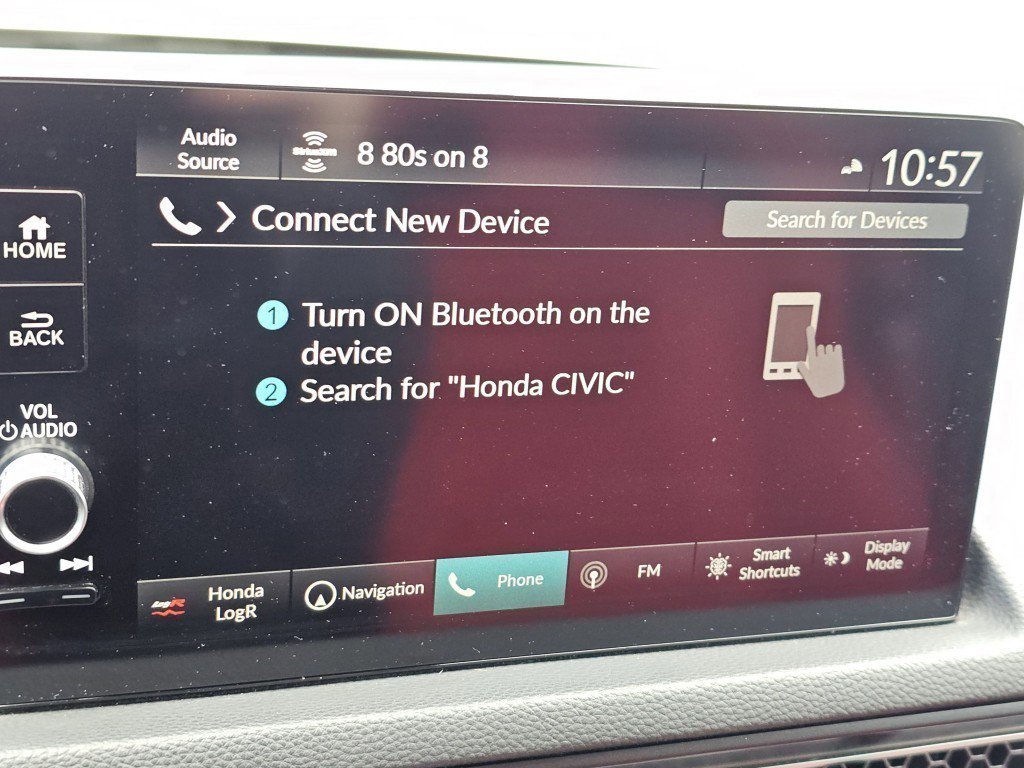 Audio
Source
SiriusXM
8 80s on 8
10:57
HOME
Connect New Device
Search for Devices
BACK
1 Turn ON Bluetooth on the
device
2 Search for "Honda CIVIC"
VOL
AUDIO
LogR
Honda
LogR
Navigation
Phone
FM
Smart
Shortcuts
Display
Mode